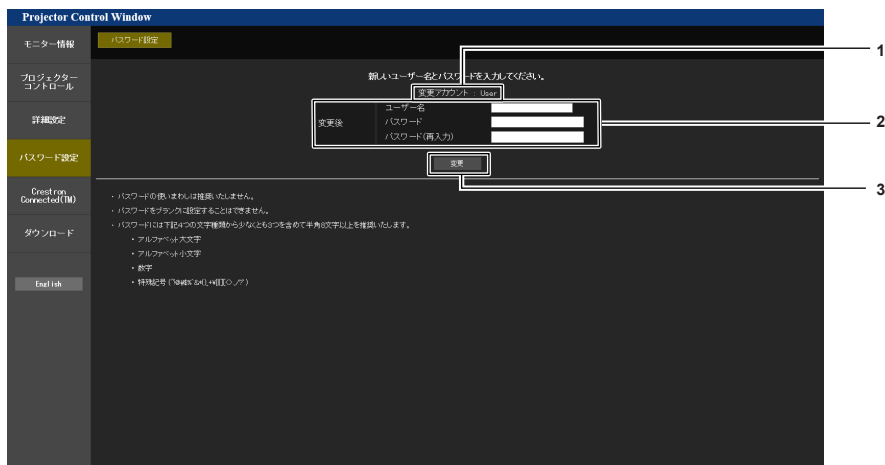 Projector Control Window
モニター情報
パスワード設定
1
プロジェクター
コントロール
新しいユーザー名とパスワードを入力してください。
変更アカウント : User
詳細設定
変更後
ユーザー名
パスワード
パスワード(再入力)
2
パスワード設定
変更
3
Crestron
Connected(TM)
・ パスワードの使いまわしは推奨いたしません。
・ パスワードをブランクに設定することはできません。
・ パスワードには下記4つの文字種類から少なくとも3つを含めて半角8文字以上を推奨いたします。
ダウンロード
・ アルファベット大文字
・ アルファベット小文字
・ 数字
・ 特殊記号
English